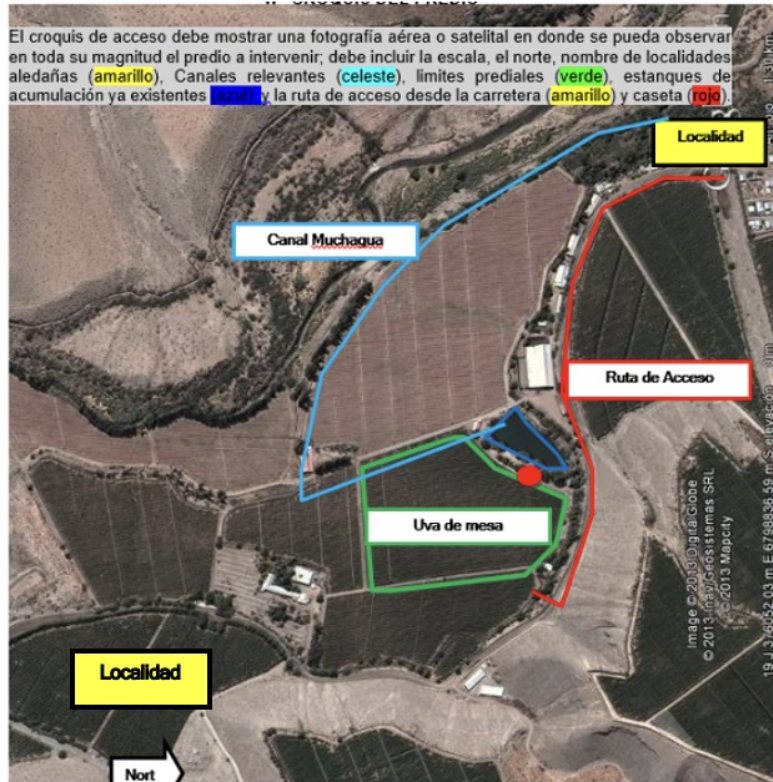 El croquis de acceso debe mostrar una fotografía aérea o satelital en donde se pueda observar
en toda su magnitud el predio a intervenir; debe incluir la escala, el norte, nombre de localidades
aledañas (amarillo), Canales relevantes (celeste), limites prediales (verde), estanques de
acumulación ya existentes (azul) y la ruta de acceso desde la carretera (amarillo) y caseta (rojo).
Localidad
Canal Muchagua
Ruta de Acceso
Uva de mesa
Localidad
Nort
Image © 2013 DigitalGlobe
© 2013 Inav/Geosistemas SRL
© 2013 Mapcity